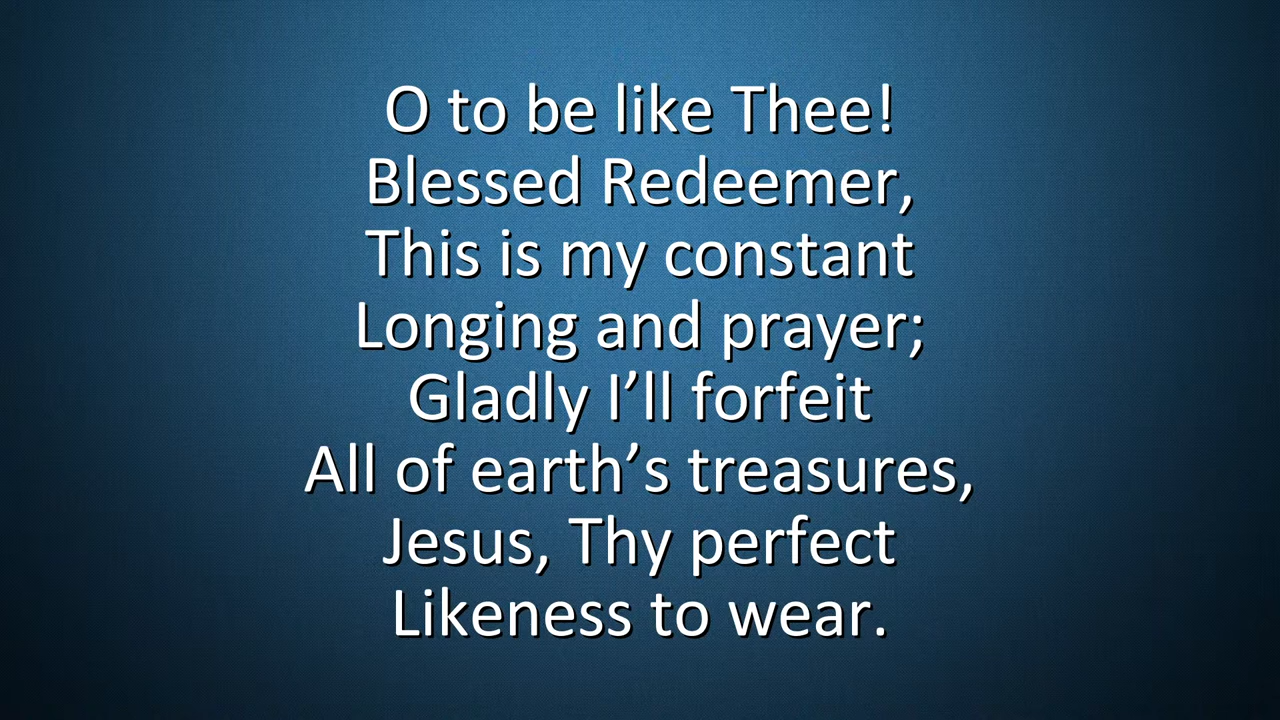 O to be like Thee!
Blessed Redeemer,
This is my constant
Longing and prayer;
Gladly I’ll forfeit
All of earth’s treasures,
Jesus, Thy perfect
Likeness to wear.